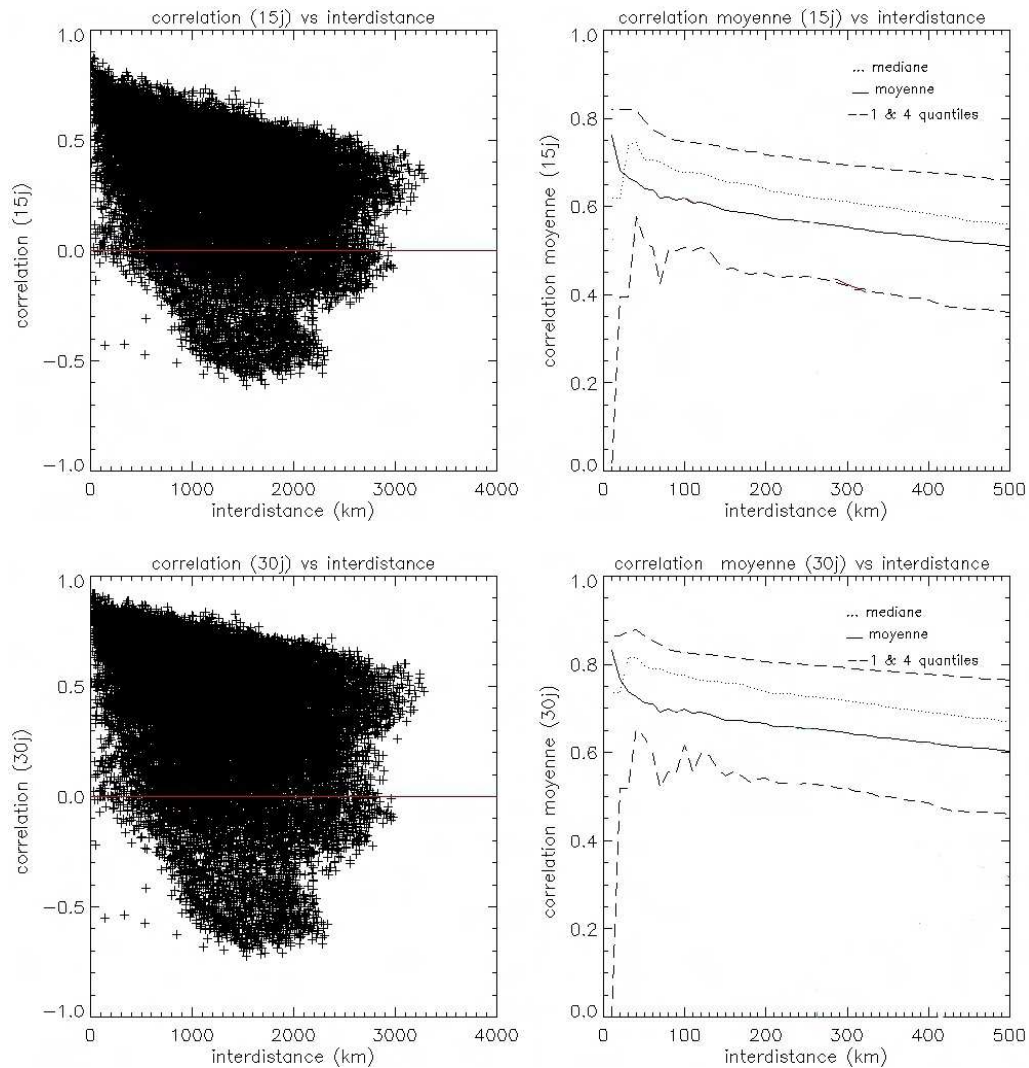 correlation (15j) vs interdistance
1.0
0.5
0.0
−0.5
−1.0
correlation (15j)
0 1000 2000 3000 4000
interdistance (km)
correlation moyenne (15j) vs interdistance
1.0
0.8
0.6
0.4
0.2
0.0
correlation moyenne (15j)
mediane
moyenne
1 & 4 quantiles
0 100 200 300 400 500
interdistance (km)
correlation (30j) vs interdistance
1.0
0.5
0.0
−0.5
−1.0
correlation (30j)
0 1000 2000 3000 4000
interdistance (km)
correlation moyenne (30j) vs interdistance
1.0
0.8
0.6
0.4
0.2
0.0
correlation moyenne (30j)
mediane
moyenne
1 & 4 quantiles
0 100 200 300 400 500
interdistance (km)